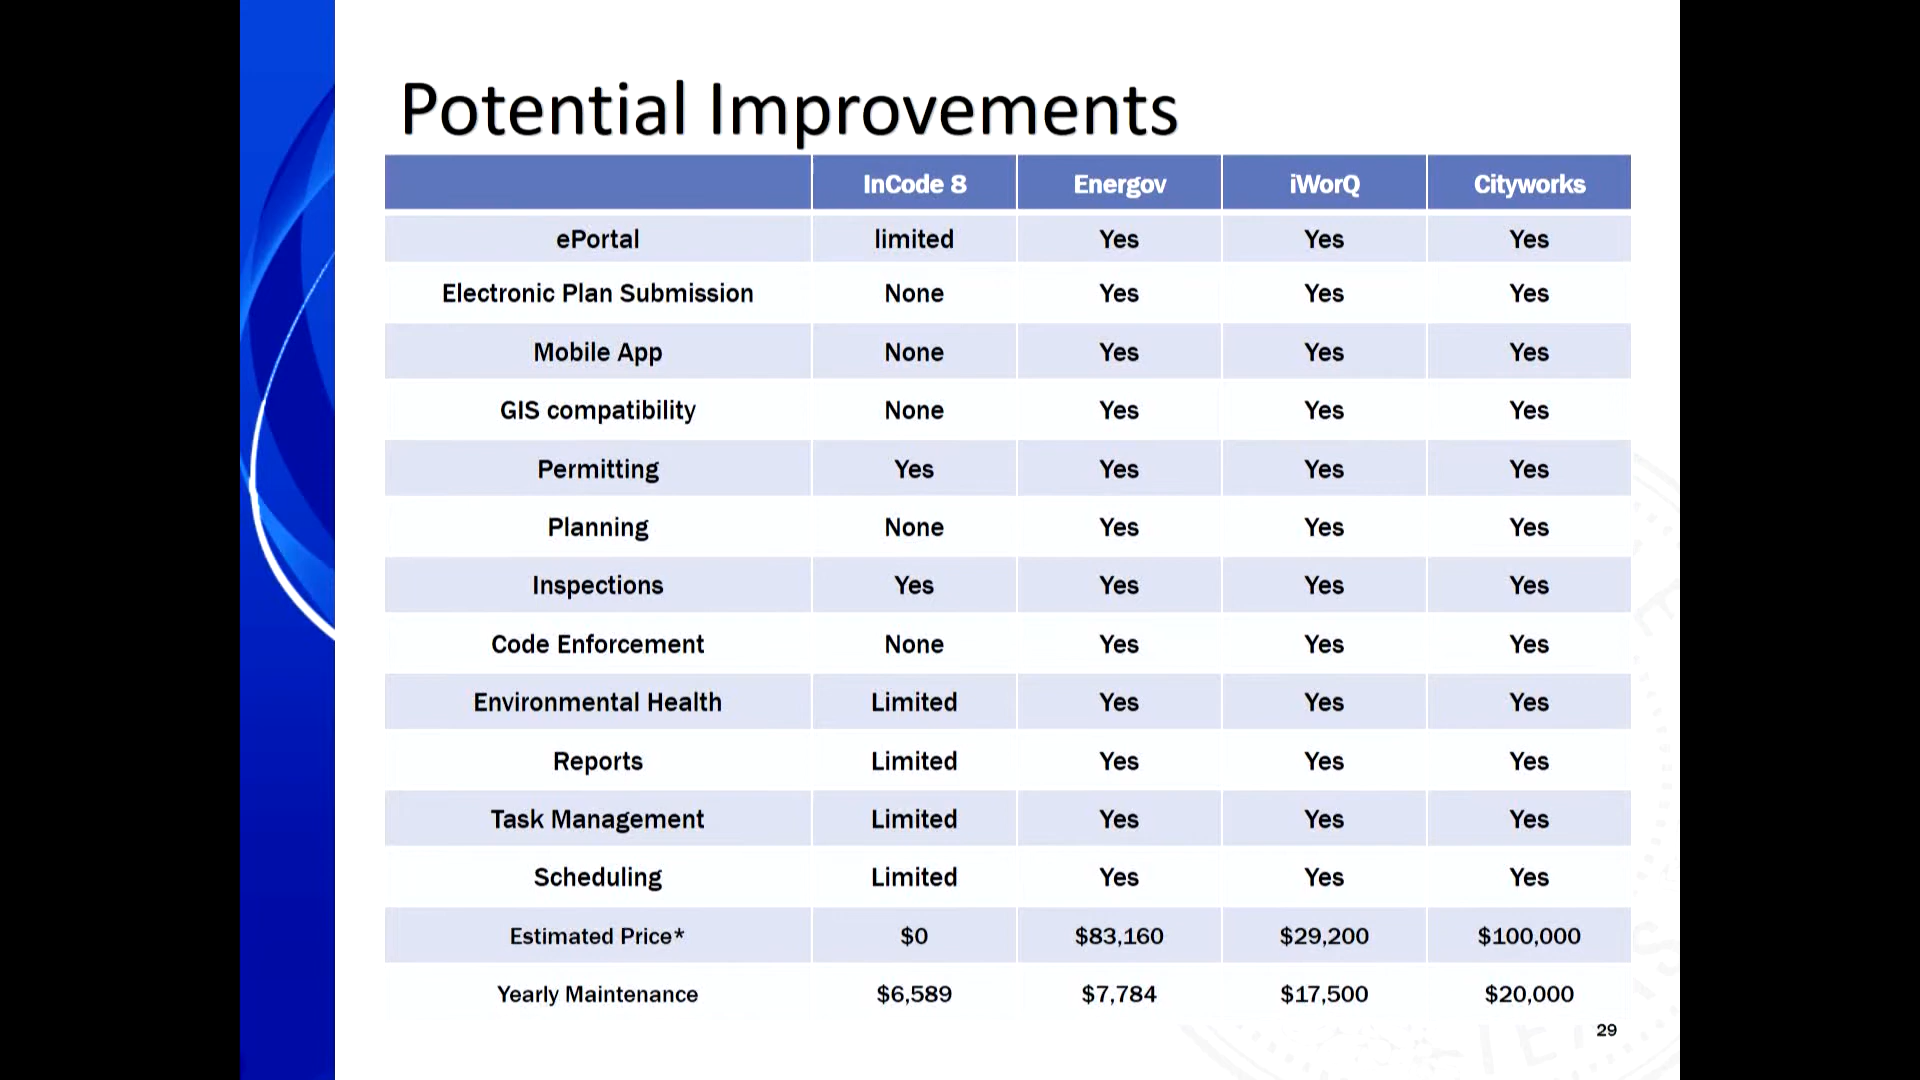 Potential Improvements
InCode 8 Energov iWorQ Cityworks
ePortal limited Yes Yes Yes
Electronic Plan Submission None Yes Yes Yes
Mobile App None Yes Yes Yes
GIS compatibility None Yes Yes Yes
Permitting Yes Yes Yes Yes
Planning None Yes Yes Yes
Inspections Yes Yes Yes Yes
Code Enforcement None Yes Yes Yes
Environmental Health Limited Yes Yes Yes
Reports Limited Yes Yes Yes
Task Management Limited Yes Yes Yes
Scheduling Limited Yes Yes Yes
Estimated Price* $0 $83,160 $29,200 $100,000
Yearly Maintenance $6,589 $7,784 $17,500 $20,000
29